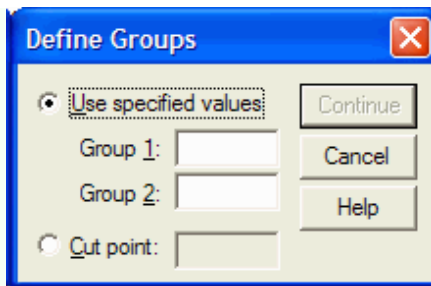 Define Groups
Use specified values
Continue
Group 1:
Cancel
Group 2:
Help
Cut point: